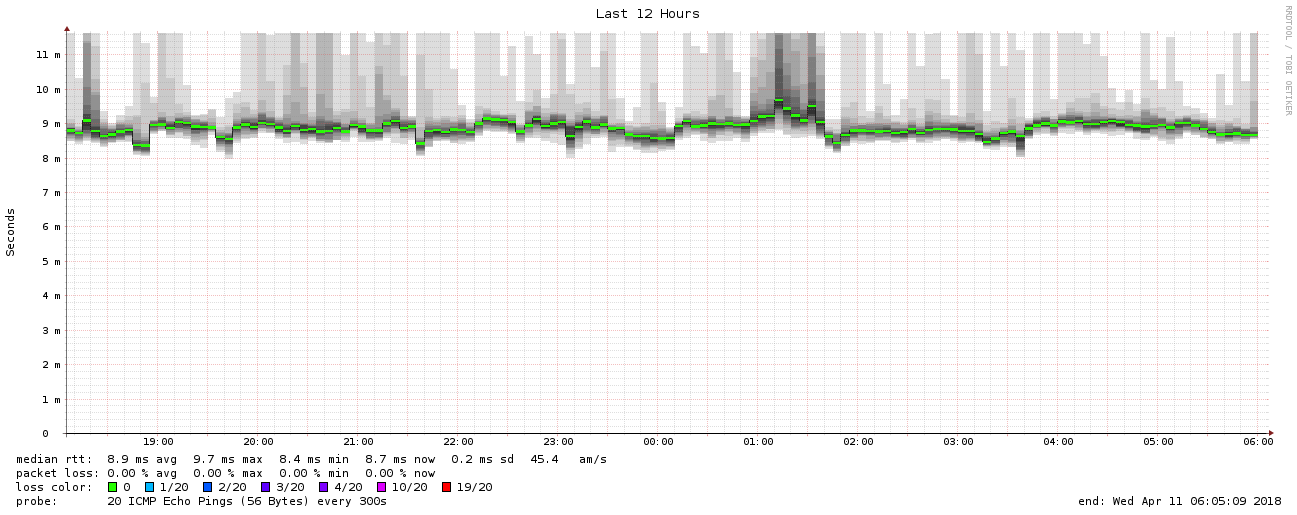 Last 12 Hours
RRDTOOL / TOBI OETIKER
Seconds
11 m
10 m
9 m
8 m
7 m
6 m
5 m
4 m
3 m
2 m
1 m
0
19:00 20:00 21:00 22:00 23:00 00:00 01:00 02:00 03:00 04:00 05:00 06:00
median rtt: 8.9 ms avg 9.7 ms max 8.4 ms min 8.7 ms now 0.2 ms sd 45.4 am/s
packet loss: 0.00 % avg 0.00 % max 0.00 % min 0.00 % now
loss color: 0 1/20 2/20 3/20 4/20 10/20 19/20
probe: 20 ICMP Echo Pings (56 Bytes) every 300s
end: Wed Apr 11 06:05:09 2018